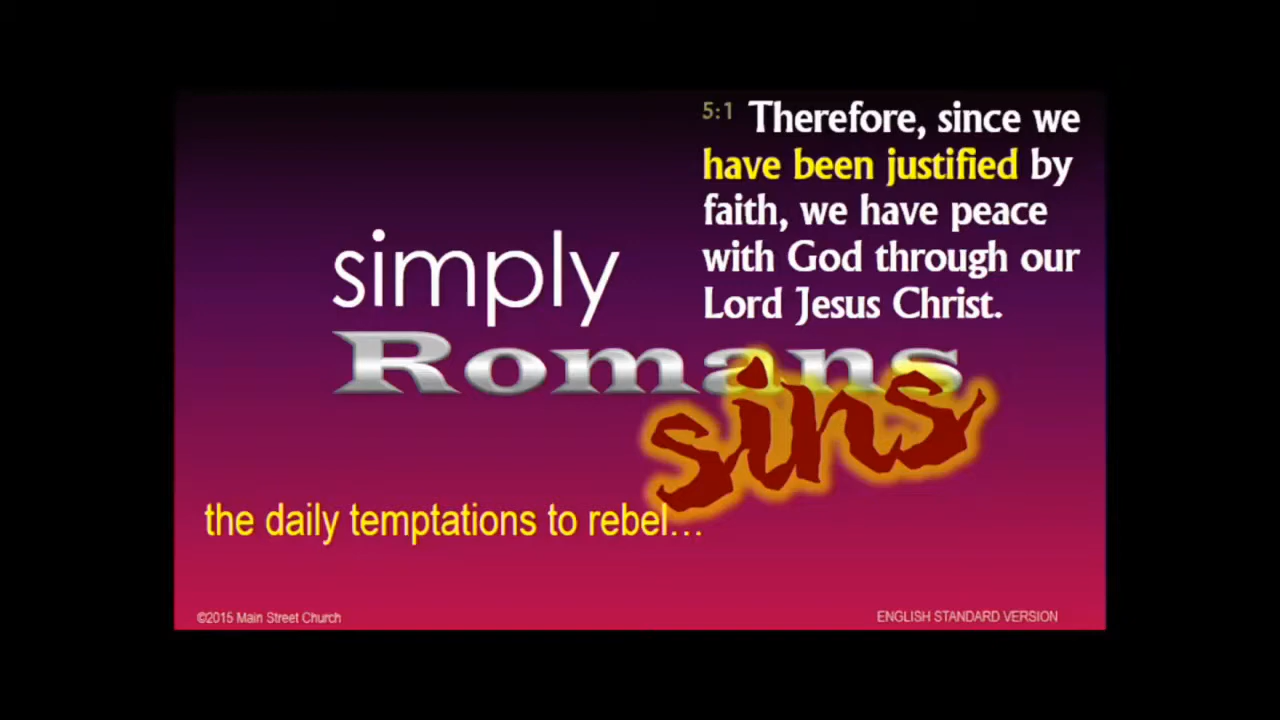 5:1 Therefore, since we
have been justified by
faith, we have peace
with God through our
Lord Jesus Christ.
simply
Romans
sins
the daily temptations to rebel...
©2015 Main Street Church
ENGLISH STANDARD VERSION